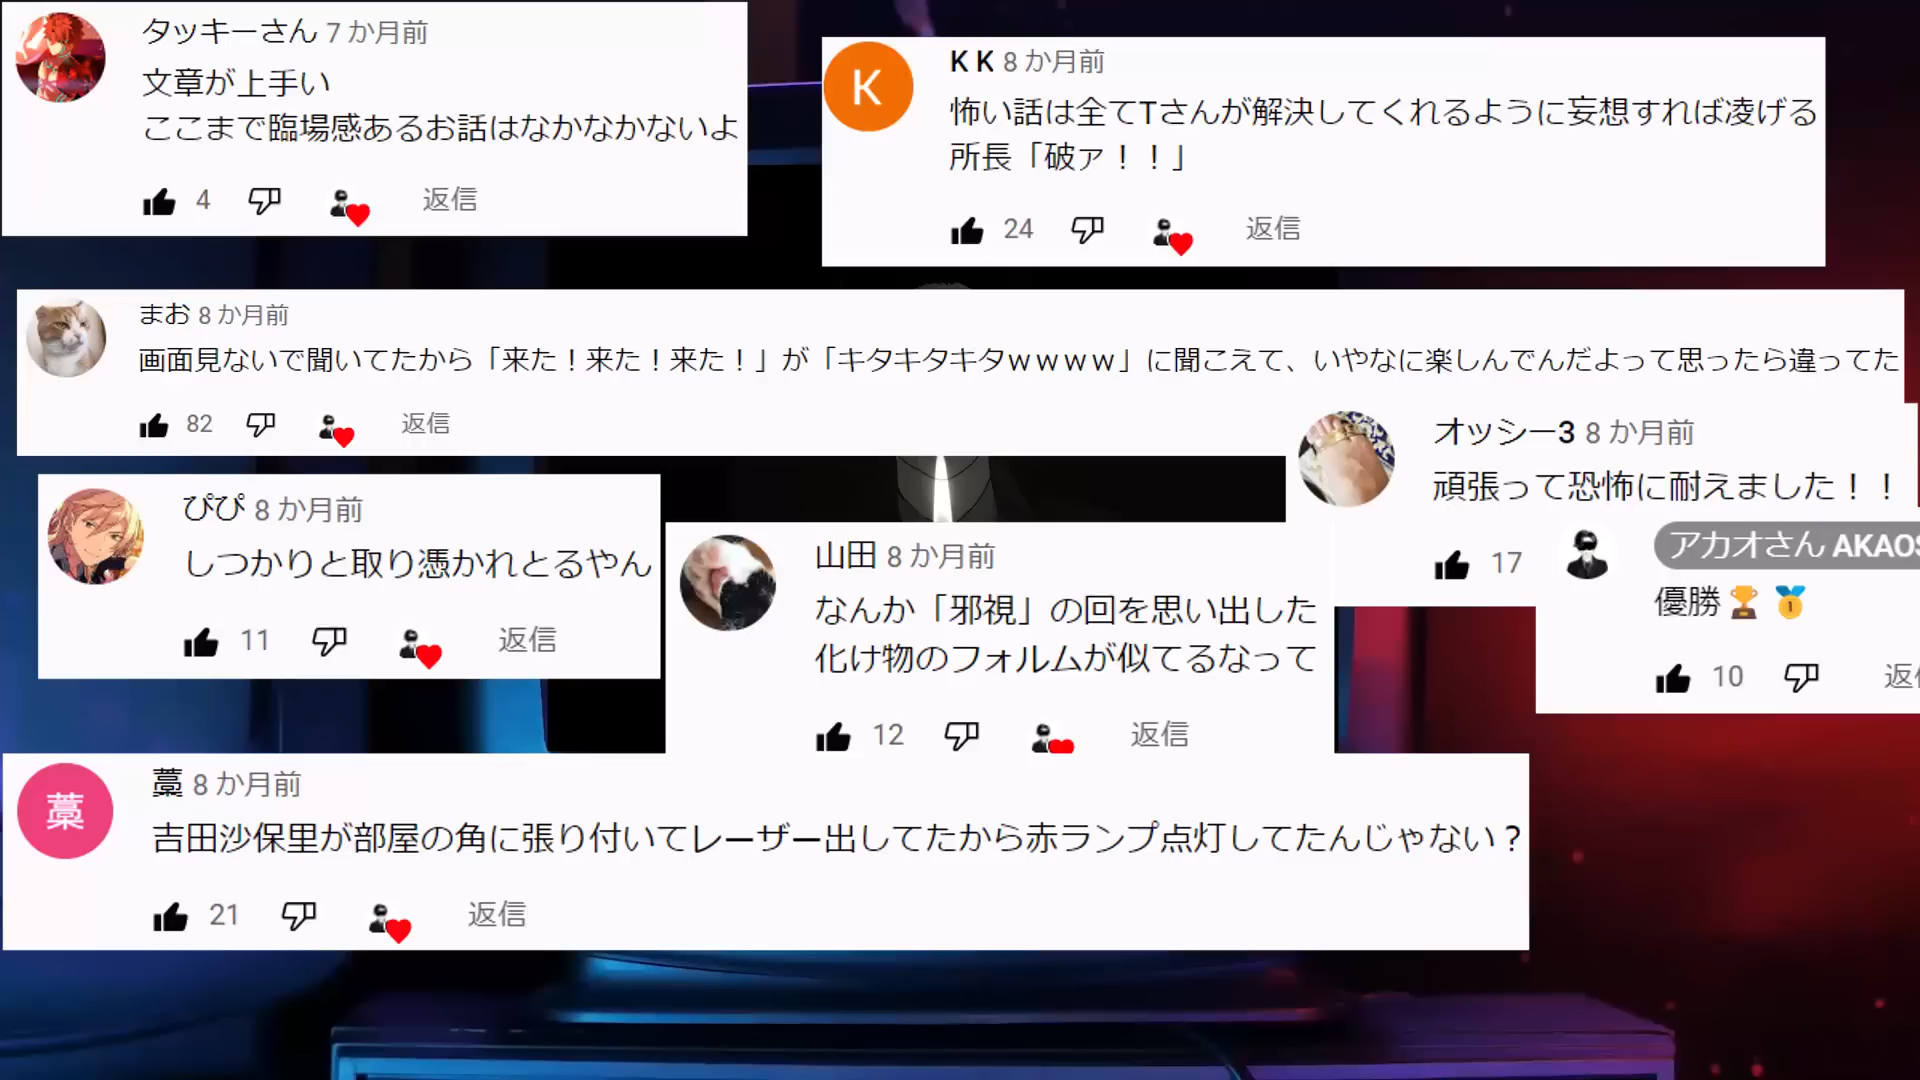 タッキーさん 7 か月前
文章が上手い
ここまで臨場感あるお話はなかなかないよ
4 返信
K
K K 8 か月前
怖い話は全てTさんが解決してくれるように妄想すれば凌げる
所長「破ァ！！」
24 返信
まお 8 か月前
画面見ないで聞いてたから「来た！来た！来た！」が「キタキタキタｗｗｗｗ」に聞こえて、いやなに楽しんでんだよって思ったら違ってた
82 返信
オッシー3 8 か月前
頑張って恐怖に耐えました！！
17
アカオさん AKAOS
優勝🏆🥇
10 返信
ぴぴ 8 か月前
しつかりと取り憑かれとるやん
11 返信
山田 8 か月前
なんか「邪視」の回を思い出した
化け物のフォルムが似てるなって
12 返信
藁
藁 8 か月前
吉田沙保里が部屋の角に張り付いてレーザー出してたから赤ランプ点灯してたんじゃない？
21 返信